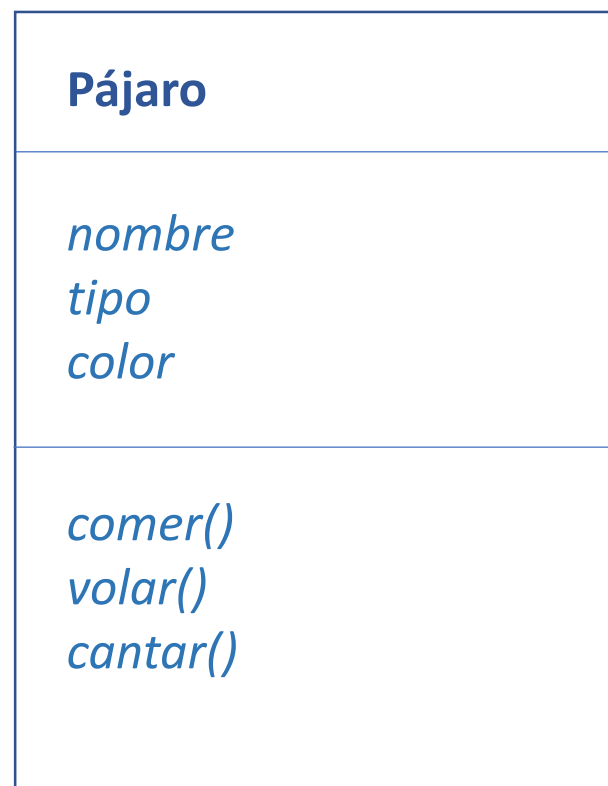 Pájaro
nombre
tipo
color
comer()
volar()
cantar()